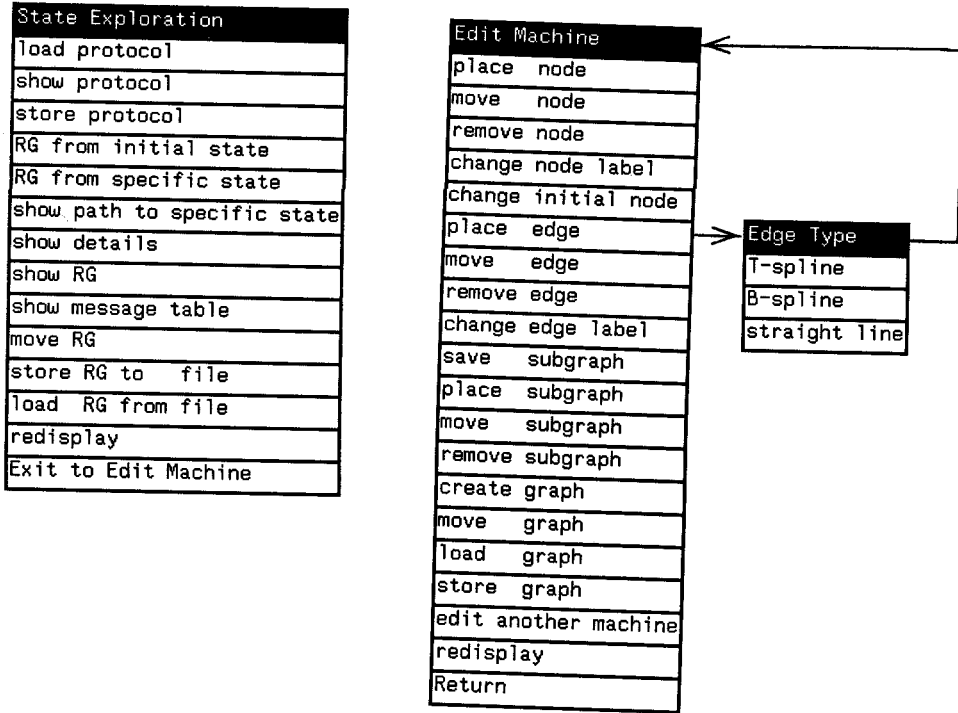 State Exploration
load protocol
show protocol
store protocol
RG from initial state
RG from specific state
show path to specific state
show details
show RG
show message table
move RG
store RG to file
load RG from file
redisplay
Exit to Edit Machine
Edit Machine
place node
move node
remove node
change node label
change initial node
place edge
move edge
remove edge
change edge label
save subgraph
place subgraph
move subgraph
remove subgraph
create graph
move graph
load graph
store graph
edit another machine
redisplay
Return
Edge Type
T-spline
B-spline
straight line